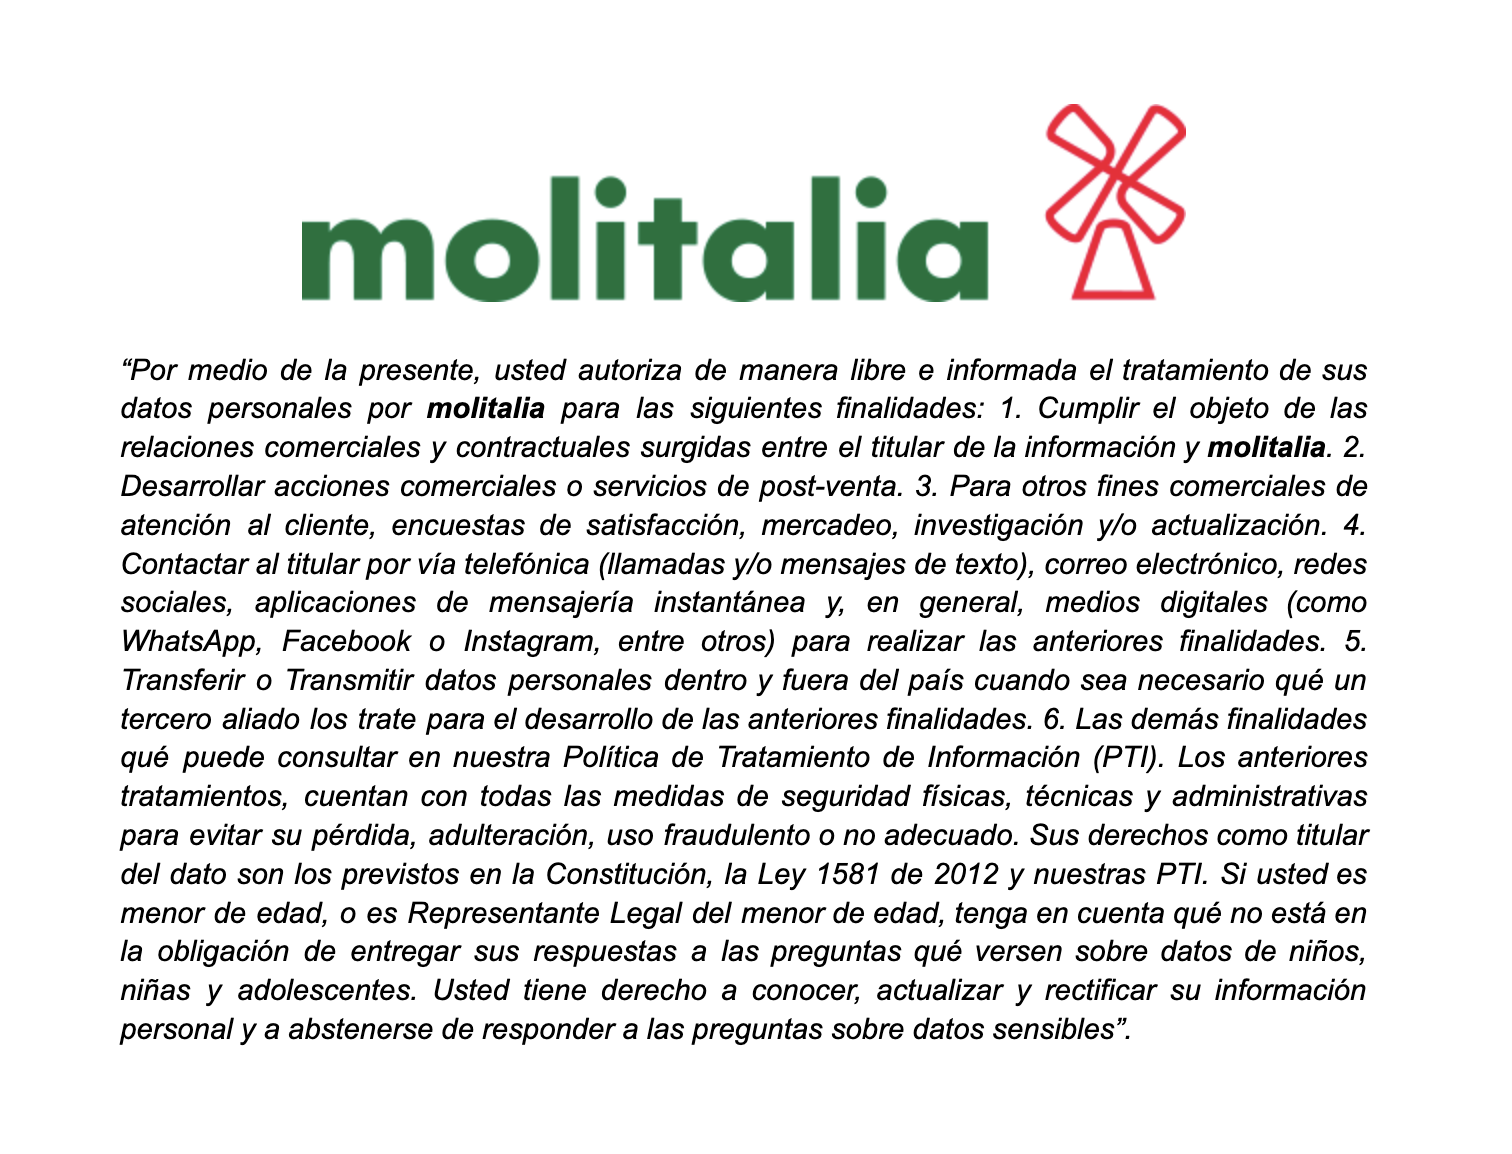 molitalia
“Por medio de la presente, usted autoriza de manera libre e informada el tratamiento de sus
datos personales por molitalia para las siguientes finalidades: 1. Cumplir el objeto de las
relaciones comerciales y contractuales surgidas entre el titular de la información y molitalia. 2.
Desarrollar acciones comerciales o servicios de post-venta. 3. Para otros fines comerciales de
atención al cliente, encuestas de satisfacción, mercadeo, investigación y/o actualización. 4.
Contactar al titular por vía telefónica (llamadas y/o mensajes de texto), correo electrónico, redes
sociales, aplicaciones de mensajería instantánea y, en general, medios digitales (como
WhatsApp, Facebook o Instagram, entre otros) para realizar las anteriores finalidades. 5.
Transferir o Transmitir datos personales dentro y fuera del país cuando sea necesario qué un
tercero aliado los trate para el desarrollo de las anteriores finalidades. 6. Las demás finalidades
qué puede consultar en nuestra Política de Tratamiento de Información (PTI). Los anteriores
tratamientos, cuentan con todas las medidas de seguridad físicas, técnicas y administrativas
para evitar su pérdida, adulteración, uso fraudulento o no adecuado. Sus derechos como titular
del dato son los previstos en la Constitución, la Ley 1581 de 2012 y nuestras PTI. Si usted es
menor de edad, o es Representante Legal del menor de edad, tenga en cuenta qué no está en
la obligación de entregar sus respuestas a las preguntas qué versen sobre datos de niños,
niñas y adolescentes. Usted tiene derecho a conocer, actualizar y rectificar su información
personal y a abstenerse de responder a las preguntas sobre datos sensibles”.